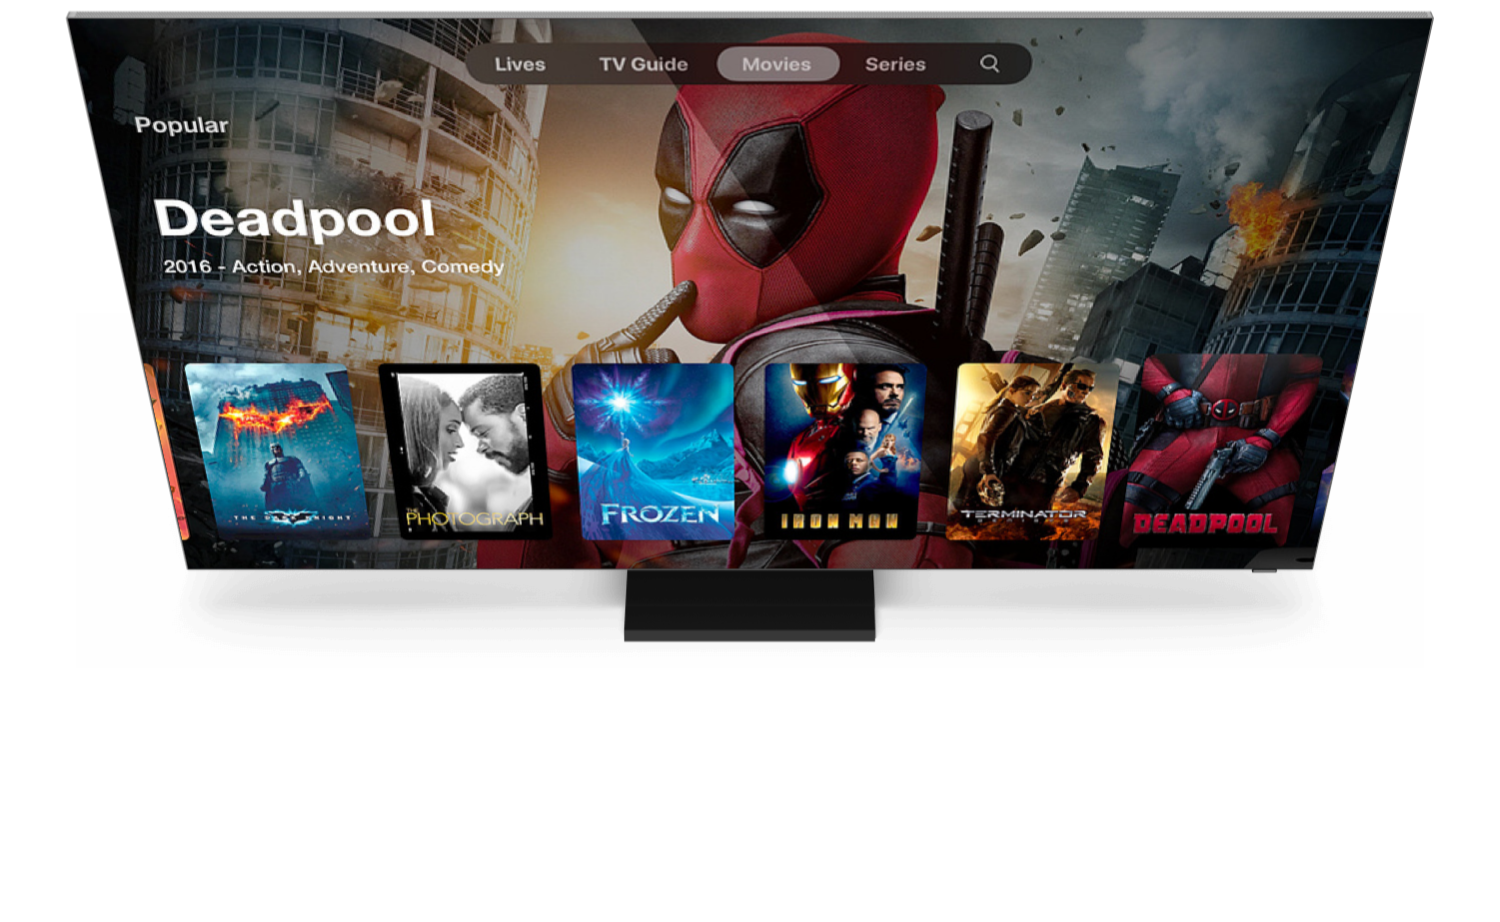 Lives
TV Guide
Movies
Series
Popular
Deadpool
2016 - Action, Adventure, Comedy
THE DARK KNIGHT
THE
PHOTOGRAPH
FROZEN
IRON MAN
TERMINATOR
DEADPOOL